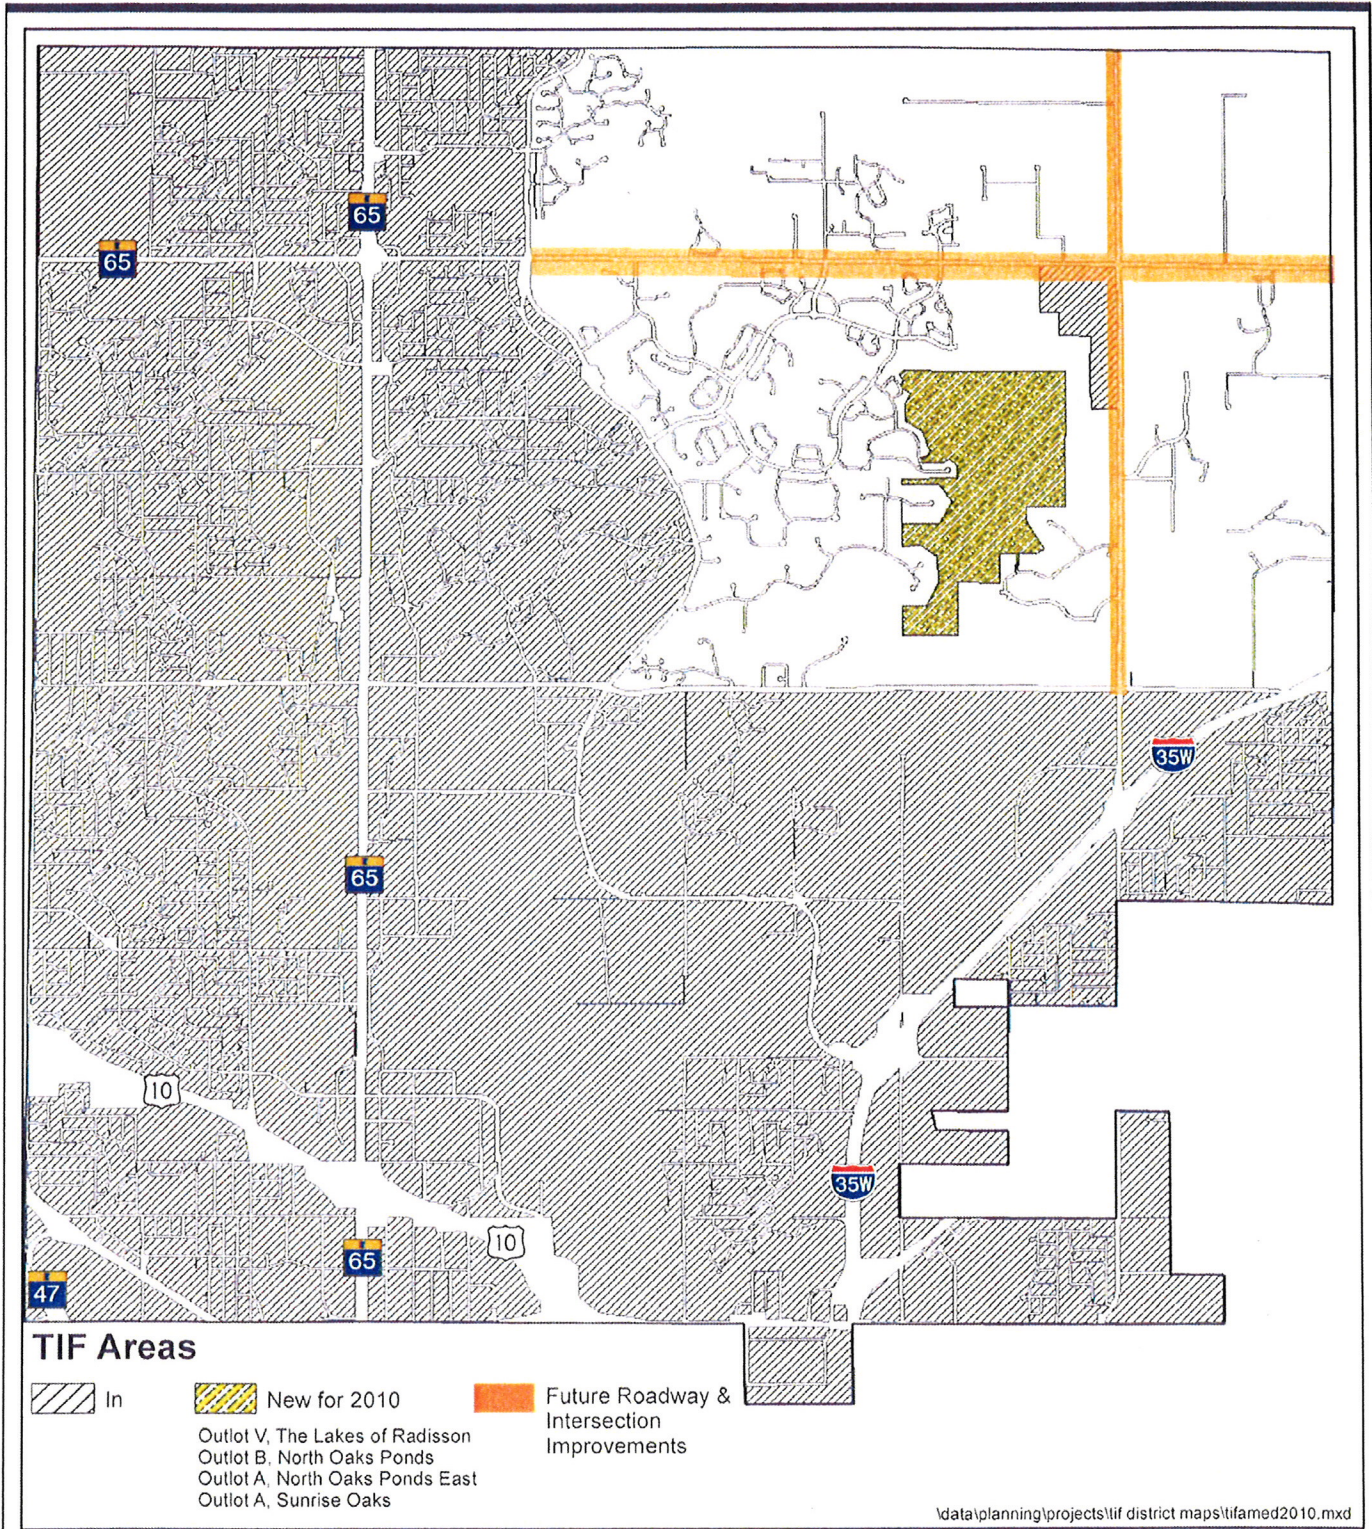 65
65
35W
65
10
35W
10
65
47
TIF Areas
In
New for 2010
Future Roadway &
Intersection
Improvements
Outlot V, The Lakes of Radisson
Outlot B, North Oaks Ponds
Outlot A, North Oaks Ponds East
Outlot A, Sunrise Oaks
\data\planning\projects\tif district maps\tifamed2010.mxd